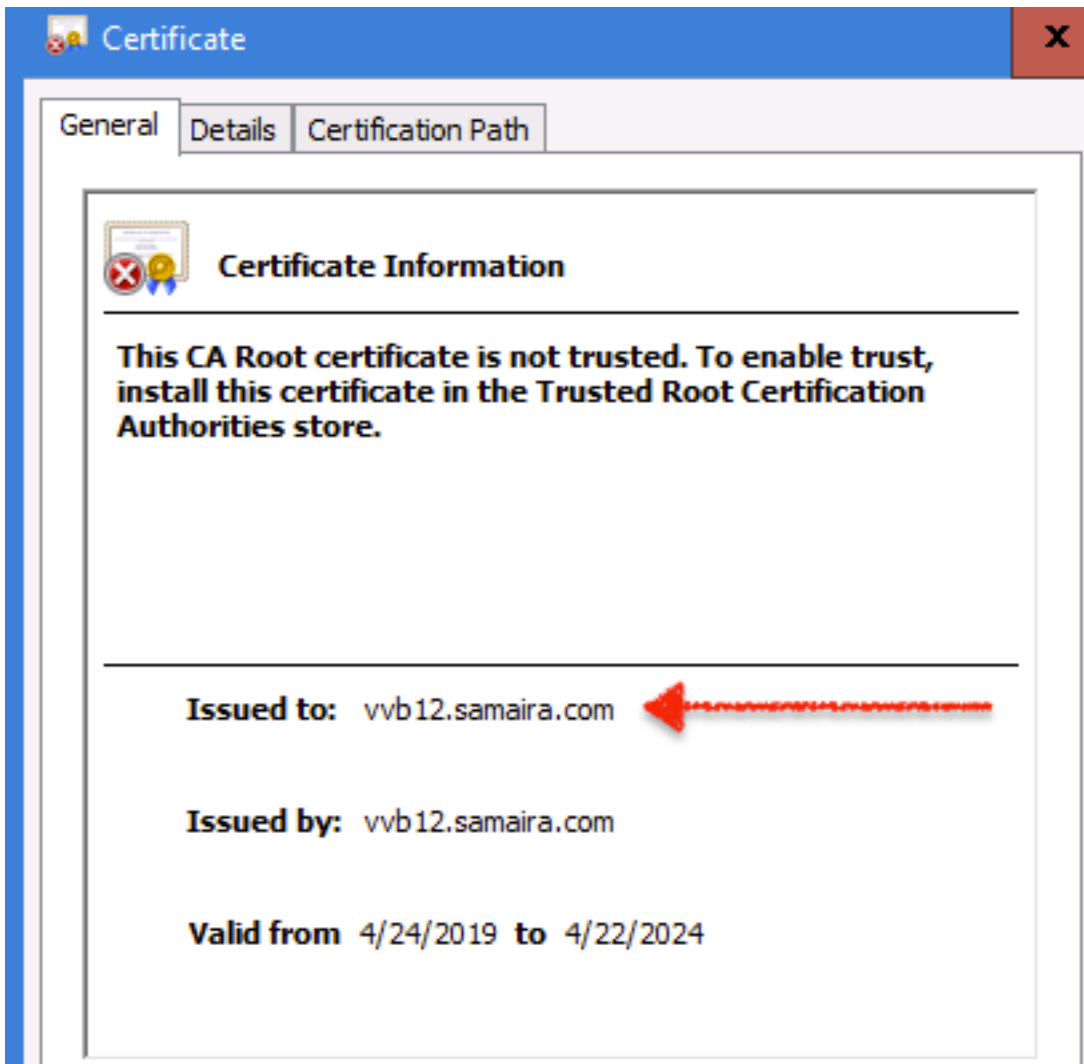 Certificate
x
General Details Certification Path
Certificate Information
This CA Root certificate is not trusted. To enable trust,
install this certificate in the Trusted Root Certification
Authorities store.
Issued to: vvb12.samaira.com
Issued by: vvb12.samaira.com
Valid from 4/24/2019 to 4/22/2024